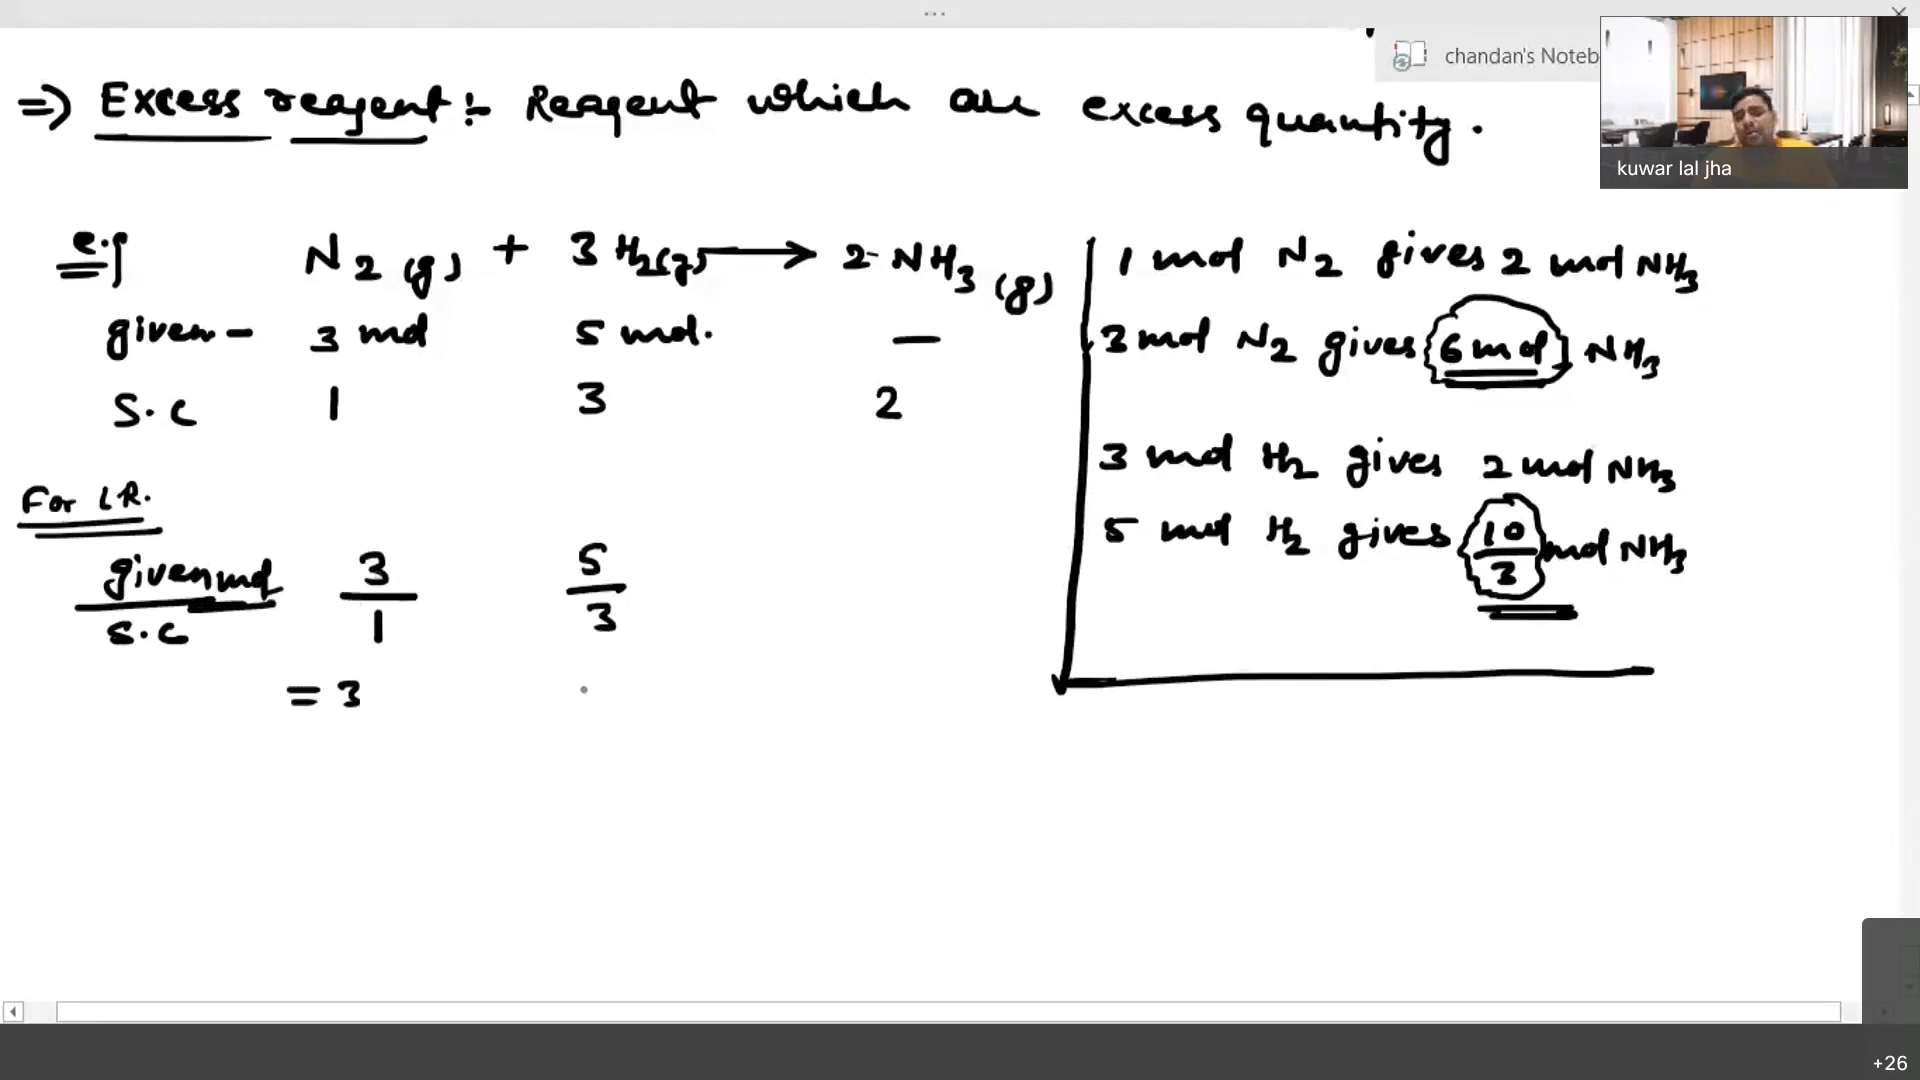 chandan's Noteb
kuwar lal jha
=> Excess reagent :- Reagent which are excess quantity.
e.g N2 (g) + 3 H2(g) → 2 NH3 (g)
given - 3 mol 5 mol. —
S.C 1 3 2
For LR.
given mol / S.C 3/1 5/3
= 3
1 mol N2 gives 2 mol NH3
3 mol N2 gives 6 mol NH3
3 mol H2 gives 2 mol NH3
5 mol H2 gives 10/3 mol NH3
+26